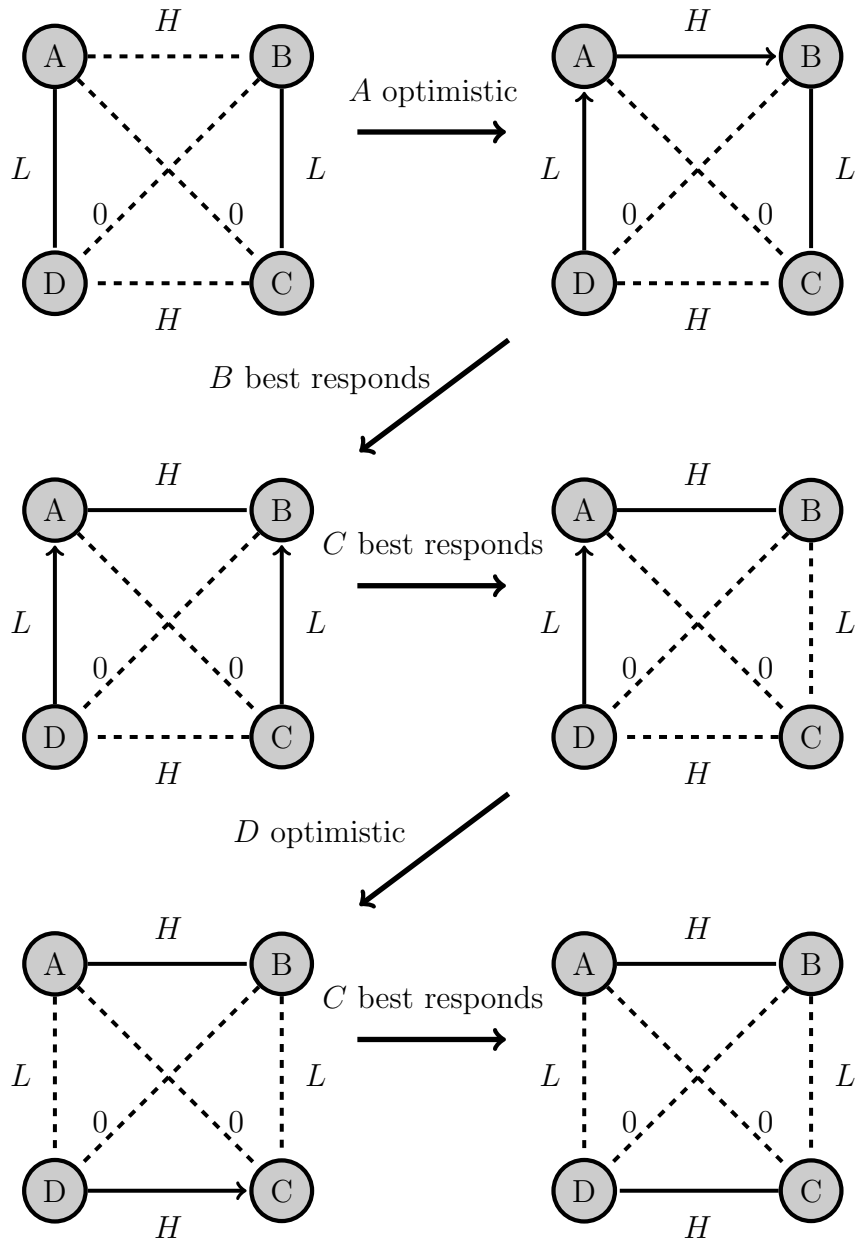 H H
A B A B
A optimistic
L L L L
0 0 0 0
D C D C
H H
B best responds
H H
A B A B
C best responds
L L L L
0 0 0 0
D C D C
H H
D optimistic
H H
A B A B
C best responds
L L L L
0 0 0 0
D C D C
H H